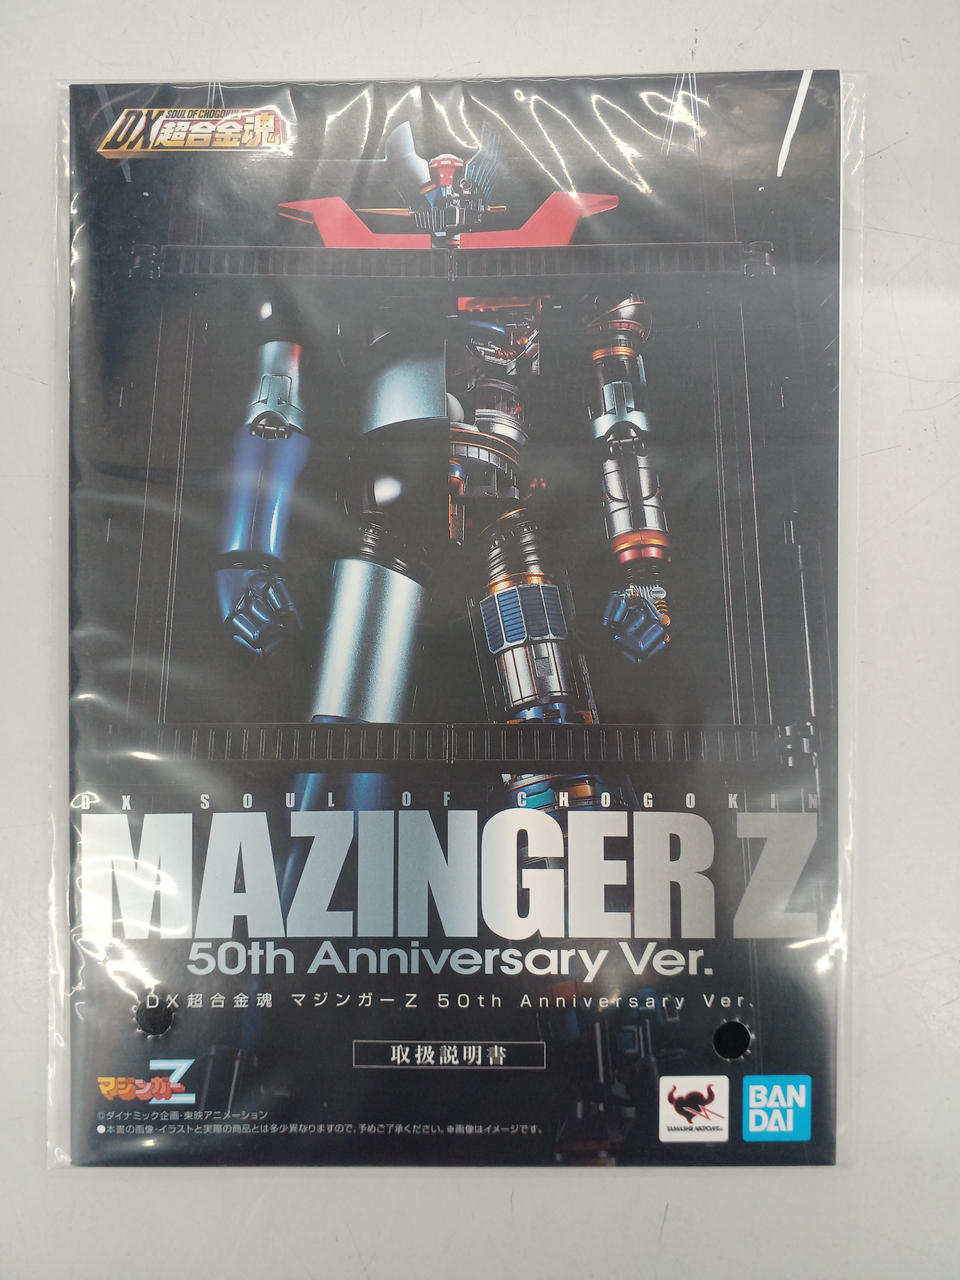 DX SOUL OF CHOGOKIN
超合金魂
DX SOUL OF CHOGOKIN
MAZINGER Z
50th Anniversary Ver.
DX超合金魂 マジンガーZ 50th Anniversary Ver.
取扱説明書
マジンガーZ
©ダイナミック企画・東映アニメーション
●本書の画像・イラストと実際の商品とは多少異なりますので、予めご了承ください。※画像はイメージです。
TAMASHII NATIONS
BAN
DAI